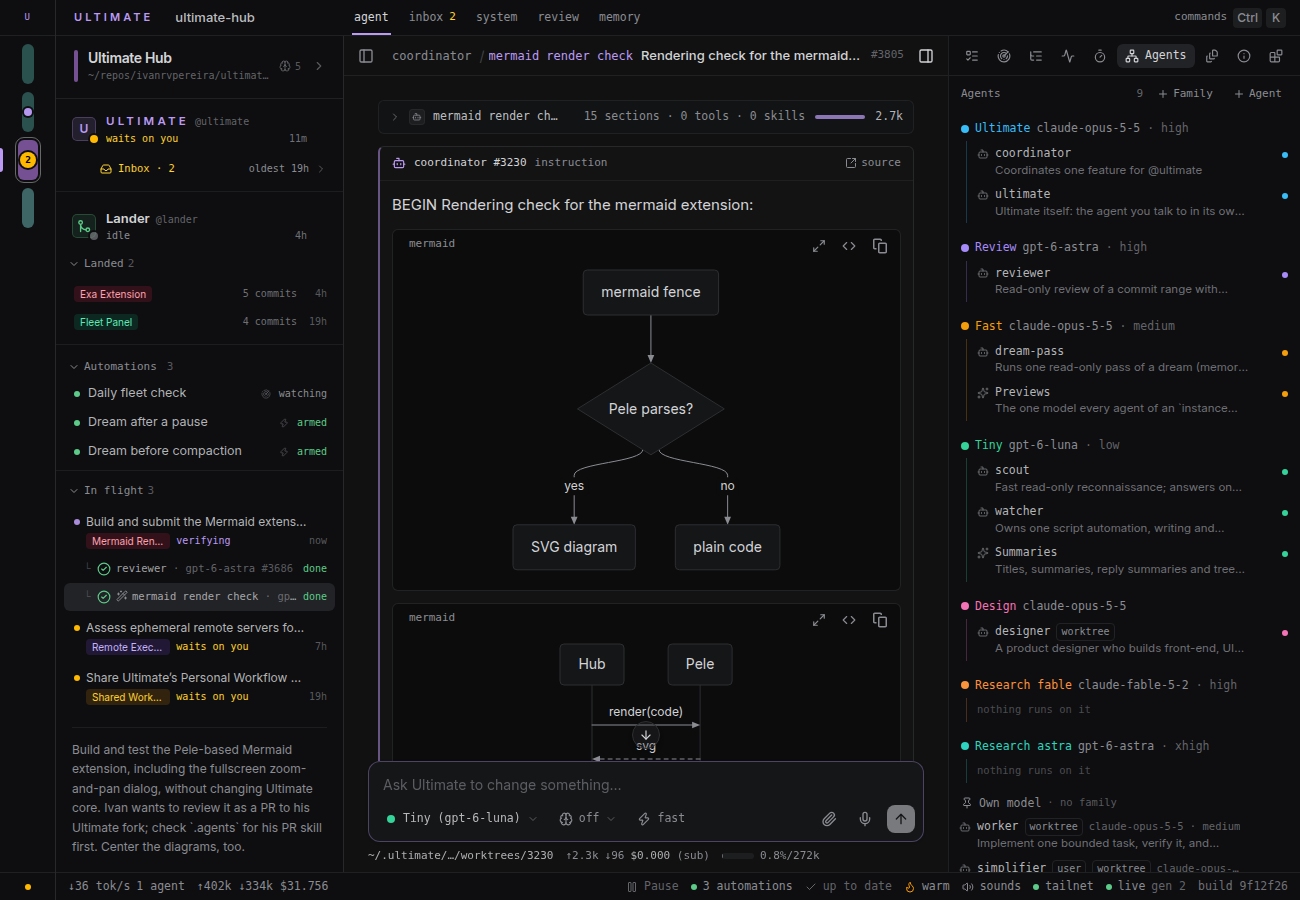 U
ULTIMATE ultimate-hub
agent inbox 2 system review memory
commands Ctrl K
2
Ultimate Hub
~/repos/ivanrvpereira/ultimat…
5
U
ULTIMATE @ultimate
waits on you 11m
Inbox · 2 oldest 19h
Lander @lander
idle 4h
Landed 2
Exa Extension 5 commits 4h
Fleet Panel 4 commits 19h
Automations 3
Daily fleet check watching
Dream after a pause armed
Dream before compaction armed
In flight 3
Build and submit the Mermaid extens...
Mermaid Ren... verifying now
└ reviewer · gpt-6-astra #3686 done
└ mermaid render check · gp… done
Assess ephemeral remote servers fo...
Remote Exec... waits on you 7h
Share Ultimate's Personal Workflow ...
Shared Work... waits on you 19h
Build and test the Pele-based Mermaid
extension, including the fullscreen zoom-
and-pan dialog, without changing Ultimate
core. Ivan wants to review it as a PR to his
Ultimate fork; check `.agents` for his PR skill
first. Center the diagrams, too.
coordinator / mermaid render check Rendering check for the mermaid... #3805
mermaid render ch… 15 sections · 0 tools · 0 skills 2.7k
coordinator #3230 instruction source
BEGIN Rendering check for the mermaid extension:
mermaid
mermaid fence
Pele parses?
yes no
SVG diagram plain code
mermaid
Hub Pele
render(code)
svg
Ask Ultimate to change something...
Tiny (gpt-6-luna) off fast
~/.ultimate/…/worktrees/3230 ↑2.3k ↓96 $0.000 (sub) 0.8%/272k
Agents
Agents 9 + Family + Agent
Ultimate claude-opus-5-5 · high
coordinator
Coordinates one feature for @ultimate
ultimate
Ultimate itself: the agent you talk to in its ow...
Review gpt-6-astra · high
reviewer
Read-only review of a commit range with...
Fast claude-opus-5-5 · medium
dream-pass
Runs one read-only pass of a dream (memor...
Previews
The one model every agent of an `instance...
Tiny gpt-6-luna · low
scout
Fast read-only reconnaissance; answers on...
watcher
Owns one script automation, writing and...
Summaries
Titles, summaries, reply summaries and tree...
Design claude-opus-5-5
designer worktree
A product designer who builds front-end, UI...
Research fable claude-fable-5-2 · high
nothing runs on it
Research astra gpt-6-astra · xhigh
nothing runs on it
Own model · no family
worker worktree claude-opus-5-5 · medium
Implement one bounded task, verify it, and...
simplifier user worktree claude-opus-…
↓36 tok/s 1 agent ↑402k ↓334k $31.756
Pause 3 automations up to date warm sounds tailnet live gen 2 build 9f12f26